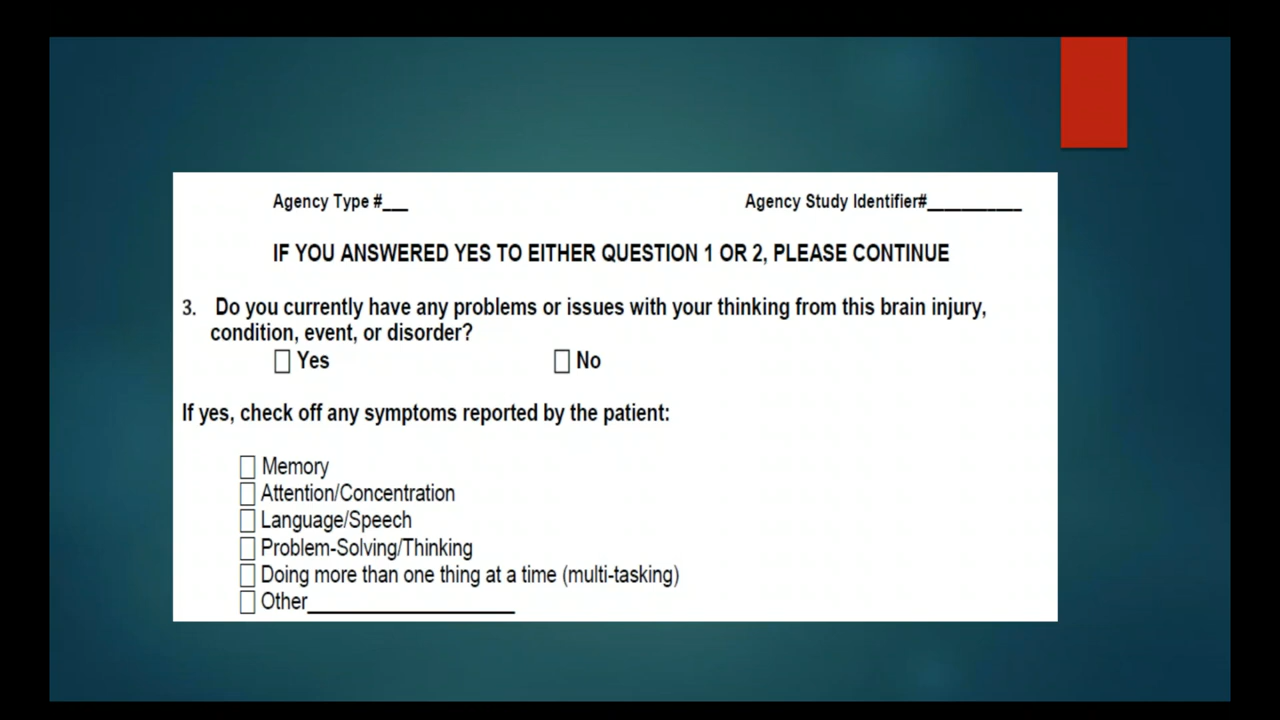 Agency Type #___ Agency Study Identifier#___________
IF YOU ANSWERED YES TO EITHER QUESTION 1 OR 2, PLEASE CONTINUE
3. Do you currently have any problems or issues with your thinking from this brain injury,
condition, event, or disorder?
☐ Yes ☐ No
If yes, check off any symptoms reported by the patient:
☐ Memory
☐ Attention/Concentration
☐ Language/Speech
☐ Problem-Solving/Thinking
☐ Doing more than one thing at a time (multi-tasking)
☐ Other___________________